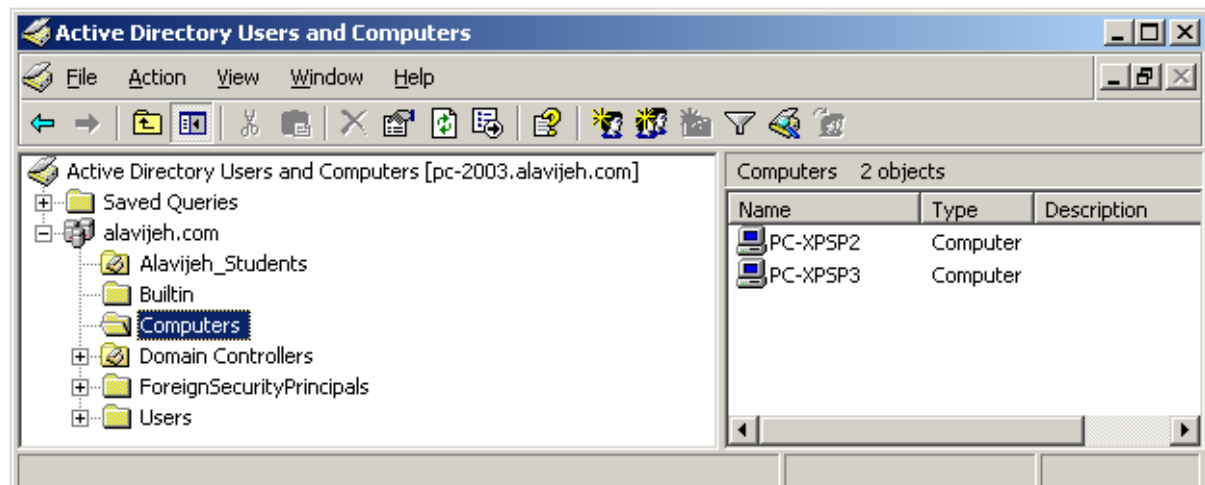 Active Directory Users and Computers
File Action View Window Help
Active Directory Users and Computers [pc-2003.alavijeh.com]
Saved Queries
alavijeh.com
Alavijeh_Students
Builtin
Computers
Domain Controllers
ForeignSecurityPrincipals
Users
Computers 2 objects
Name Type Description
PC-XPSP2 Computer
PC-XPSP3 Computer